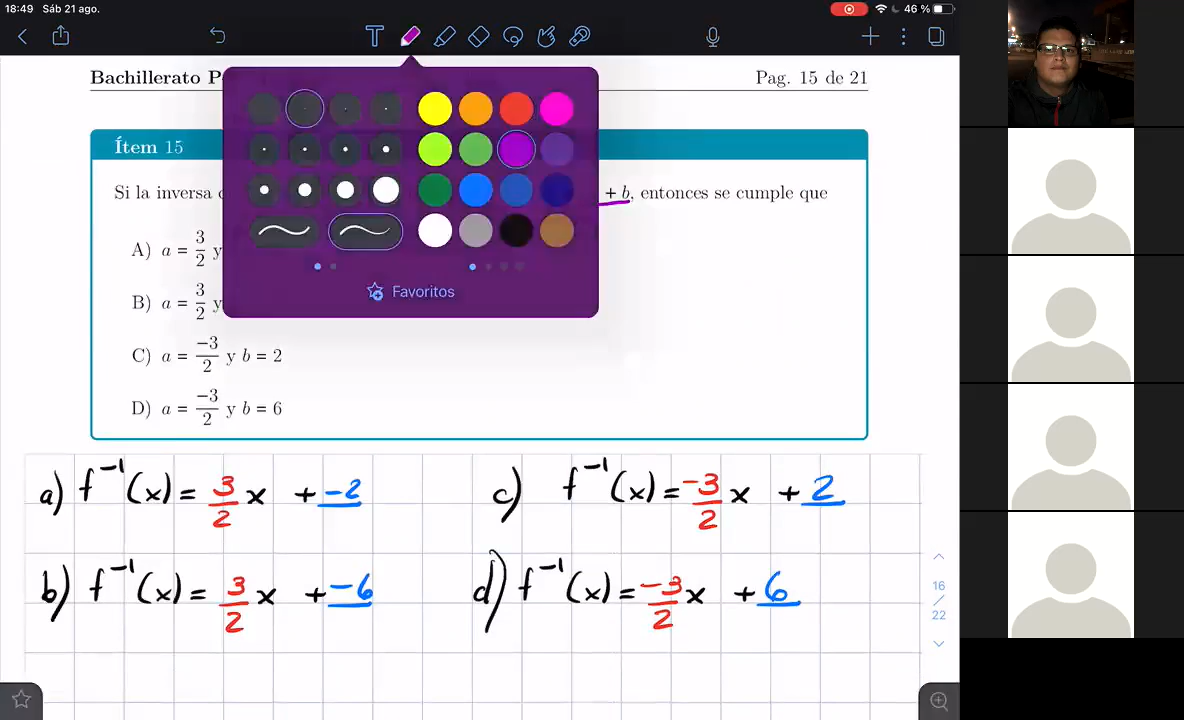 18:49 Sáb 21 ago. 46 %
Bachillerato P Pag. 15 de 21
Ítem 15
Si la inversa + b, entonces se cumple que
A) a = 3/2 y
B) a = 3/2 y
C) a = -3/2 y b = 2
D) a = -3/2 y b = 6
Favoritos
a) f⁻¹(x) = 3/2 x + -2
c) f⁻¹(x) = -3/2 x + 2
b) f⁻¹(x) = 3/2 x + -6
d) f⁻¹(x) = -3/2 x + 6
16
/
22